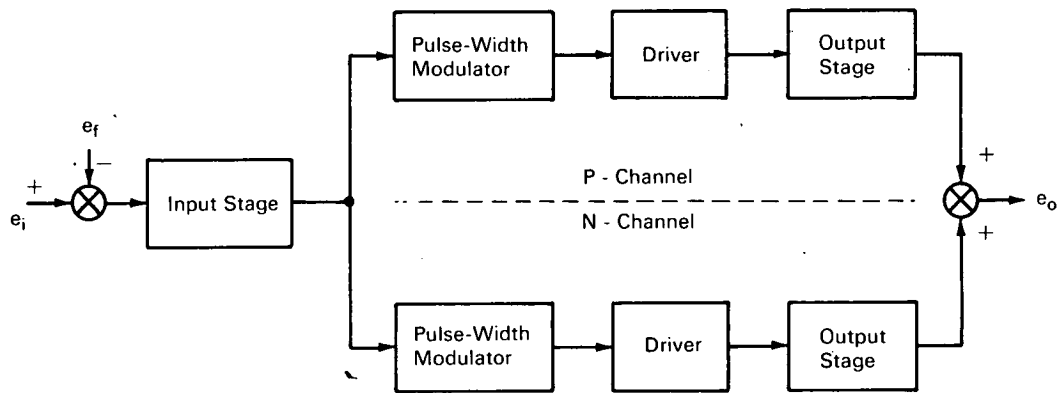 Pulse-Width
Modulator
Driver
Output
Stage
e_f
−
+
e_i
Input Stage
P - Channel
N - Channel
+
+
e_o
Pulse-Width
Modulator
Driver
Output
Stage